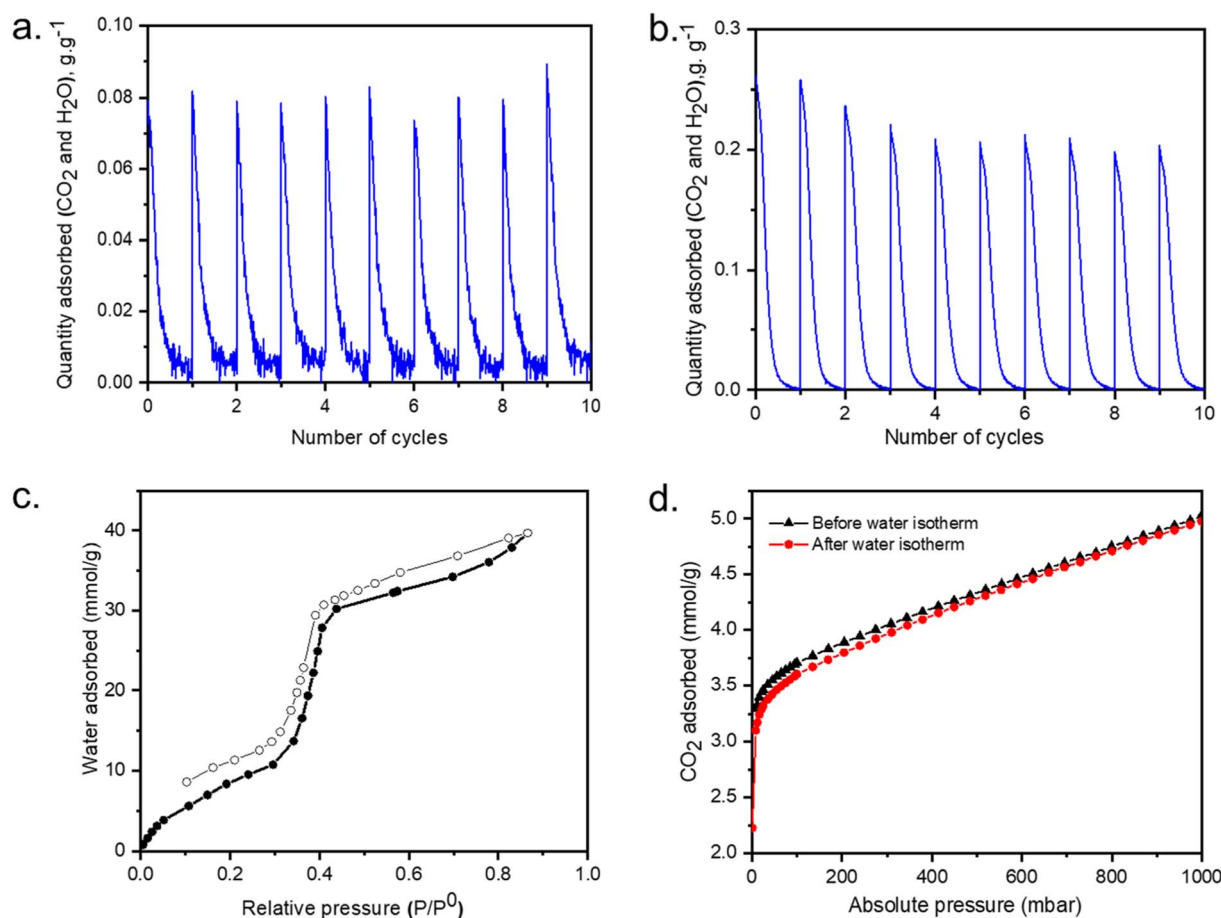 a.
Quantity adsorbed (CO₂ and H₂O), g.g⁻¹
0.10
0.08
0.06
0.04
0.02
0.00
0 2 4 6 8 10
Number of cycles
b.
Quantity adsorbed (CO₂ and H₂O),g. g⁻¹
0.3
0.2
0.1
0.0
0 2 4 6 8 10
Number of cycles
c.
Water adsorbed (mmol/g)
40
30
20
10
0
0.0 0.2 0.4 0.6 0.8 1.0
Relative pressure (P/P⁰)
d.
CO₂ adsorbed (mmol/g)
5.0
4.5
4.0
3.5
3.0
2.5
2.0
Before water isotherm
After water isotherm
0 200 400 600 800 1000
Absolute pressure (mbar)